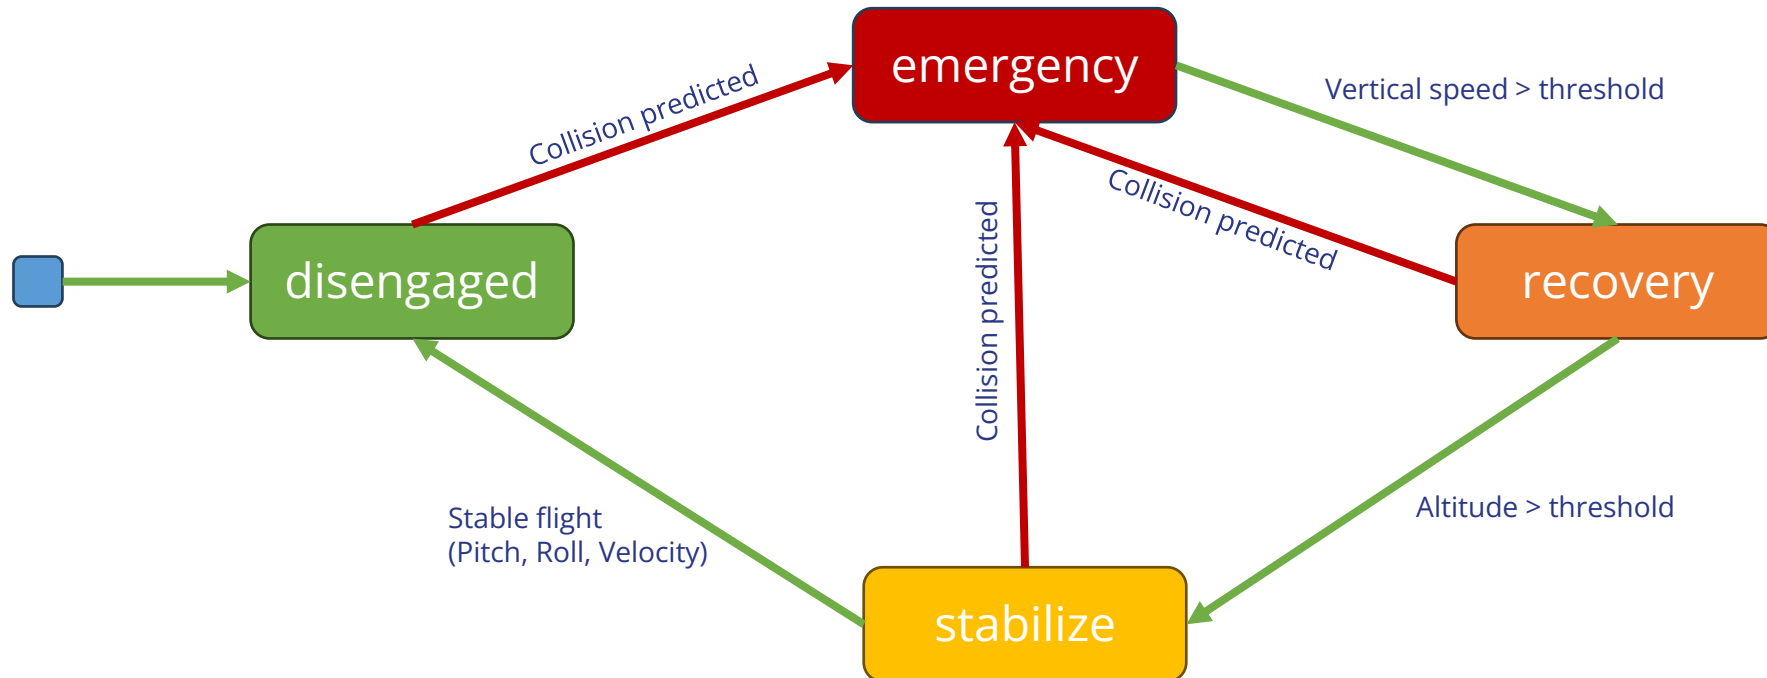 emergency
Collision predicted
Vertical speed > threshold
Collision predicted
Collision predicted
disengaged
recovery
Stable flight
(Pitch, Roll, Velocity)
Altitude > threshold
stabilize